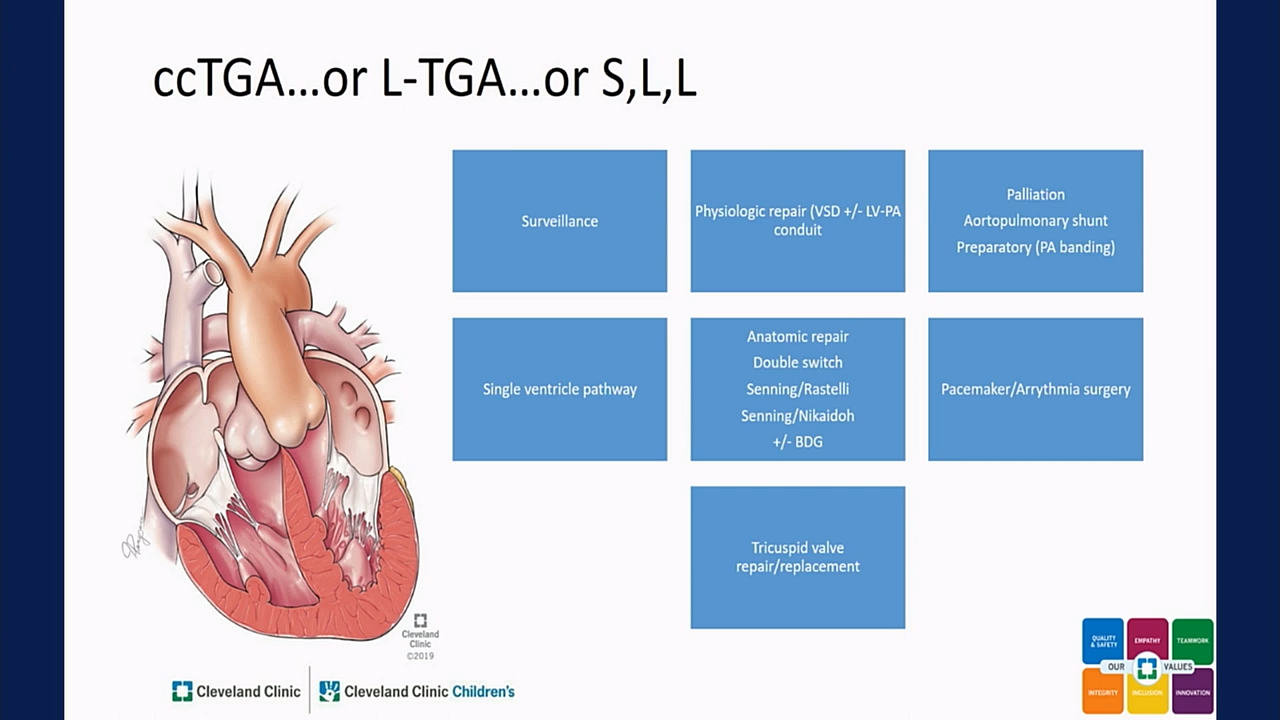 ccTGA...or L-TGA...or S,L,L
Surveillance
Physologic repair (VSD +/- LV-PA
conduit
Palliation
Aortopulmonary shunt
Preparatory (PA banding)
Single ventricle pathway
Anatomic repair
Double switch
Senning/Rastelli
Senning/Nikaidoh
+/- BDG
Pacemaker/Arrythmia surgery
Tricuspid valve
repair/replacement
Cleveland
Clinic
©2019
Cleveland Clinic
Cleveland Clinic Children's
QUALITY
& SAFETY
EMPATHY
TEAMWORK
OUR
VALUES
INTEGRITY
INCLUSION
INNOVATION